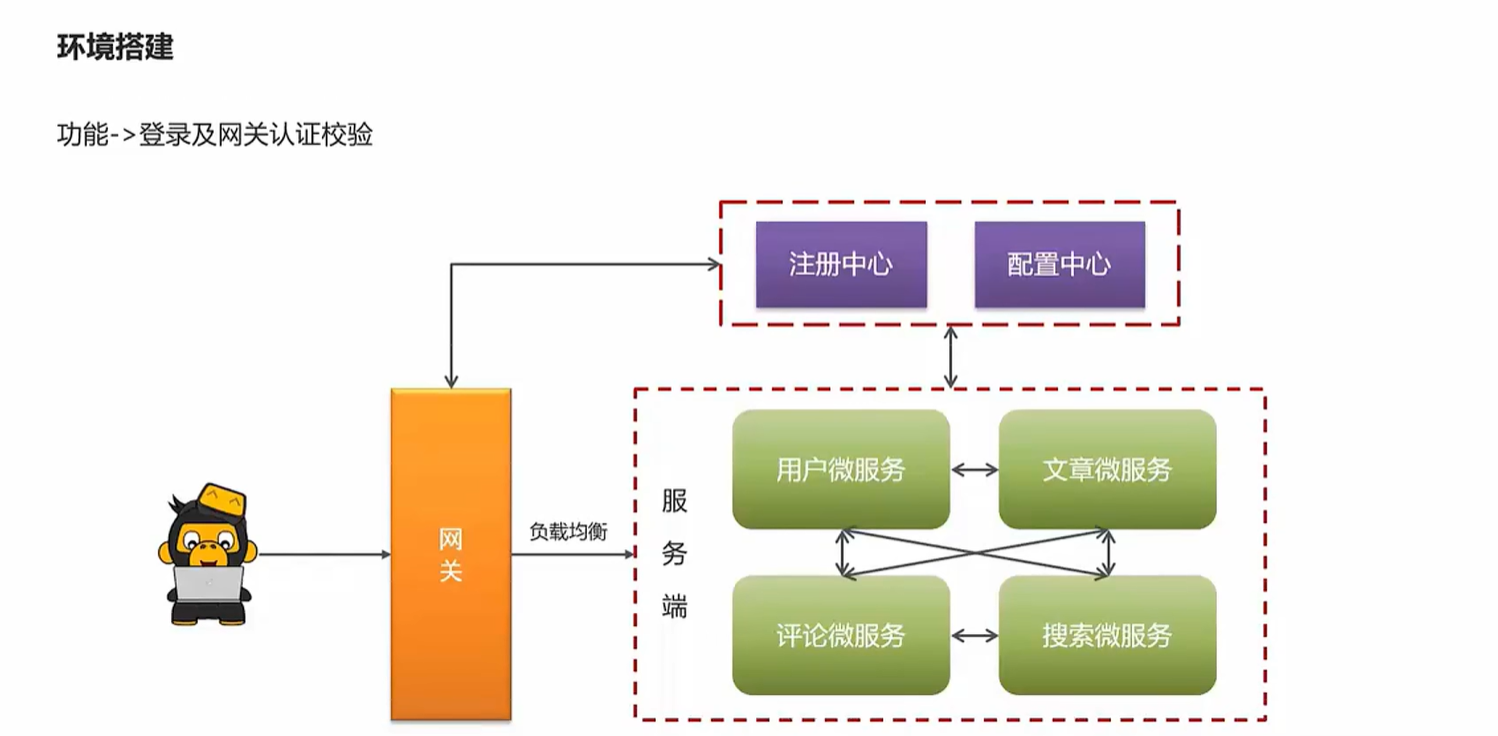 环境搭建
功能->登录及网关认证校验
注册中心
配置中心
网
关
负载均衡
服
务
端
用户微服务
文章微服务
评论微服务
搜索微服务